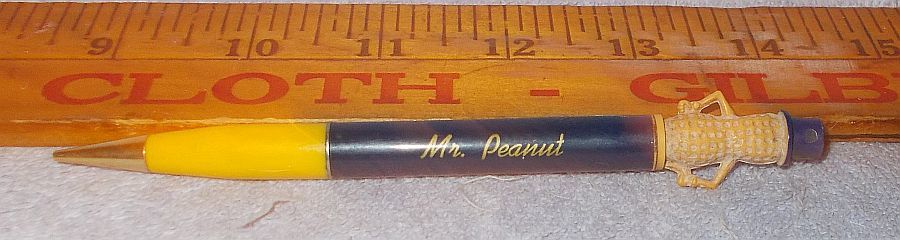 9 10 11 12 13 14 15
CLOTH - GILB
Mr. Peanut